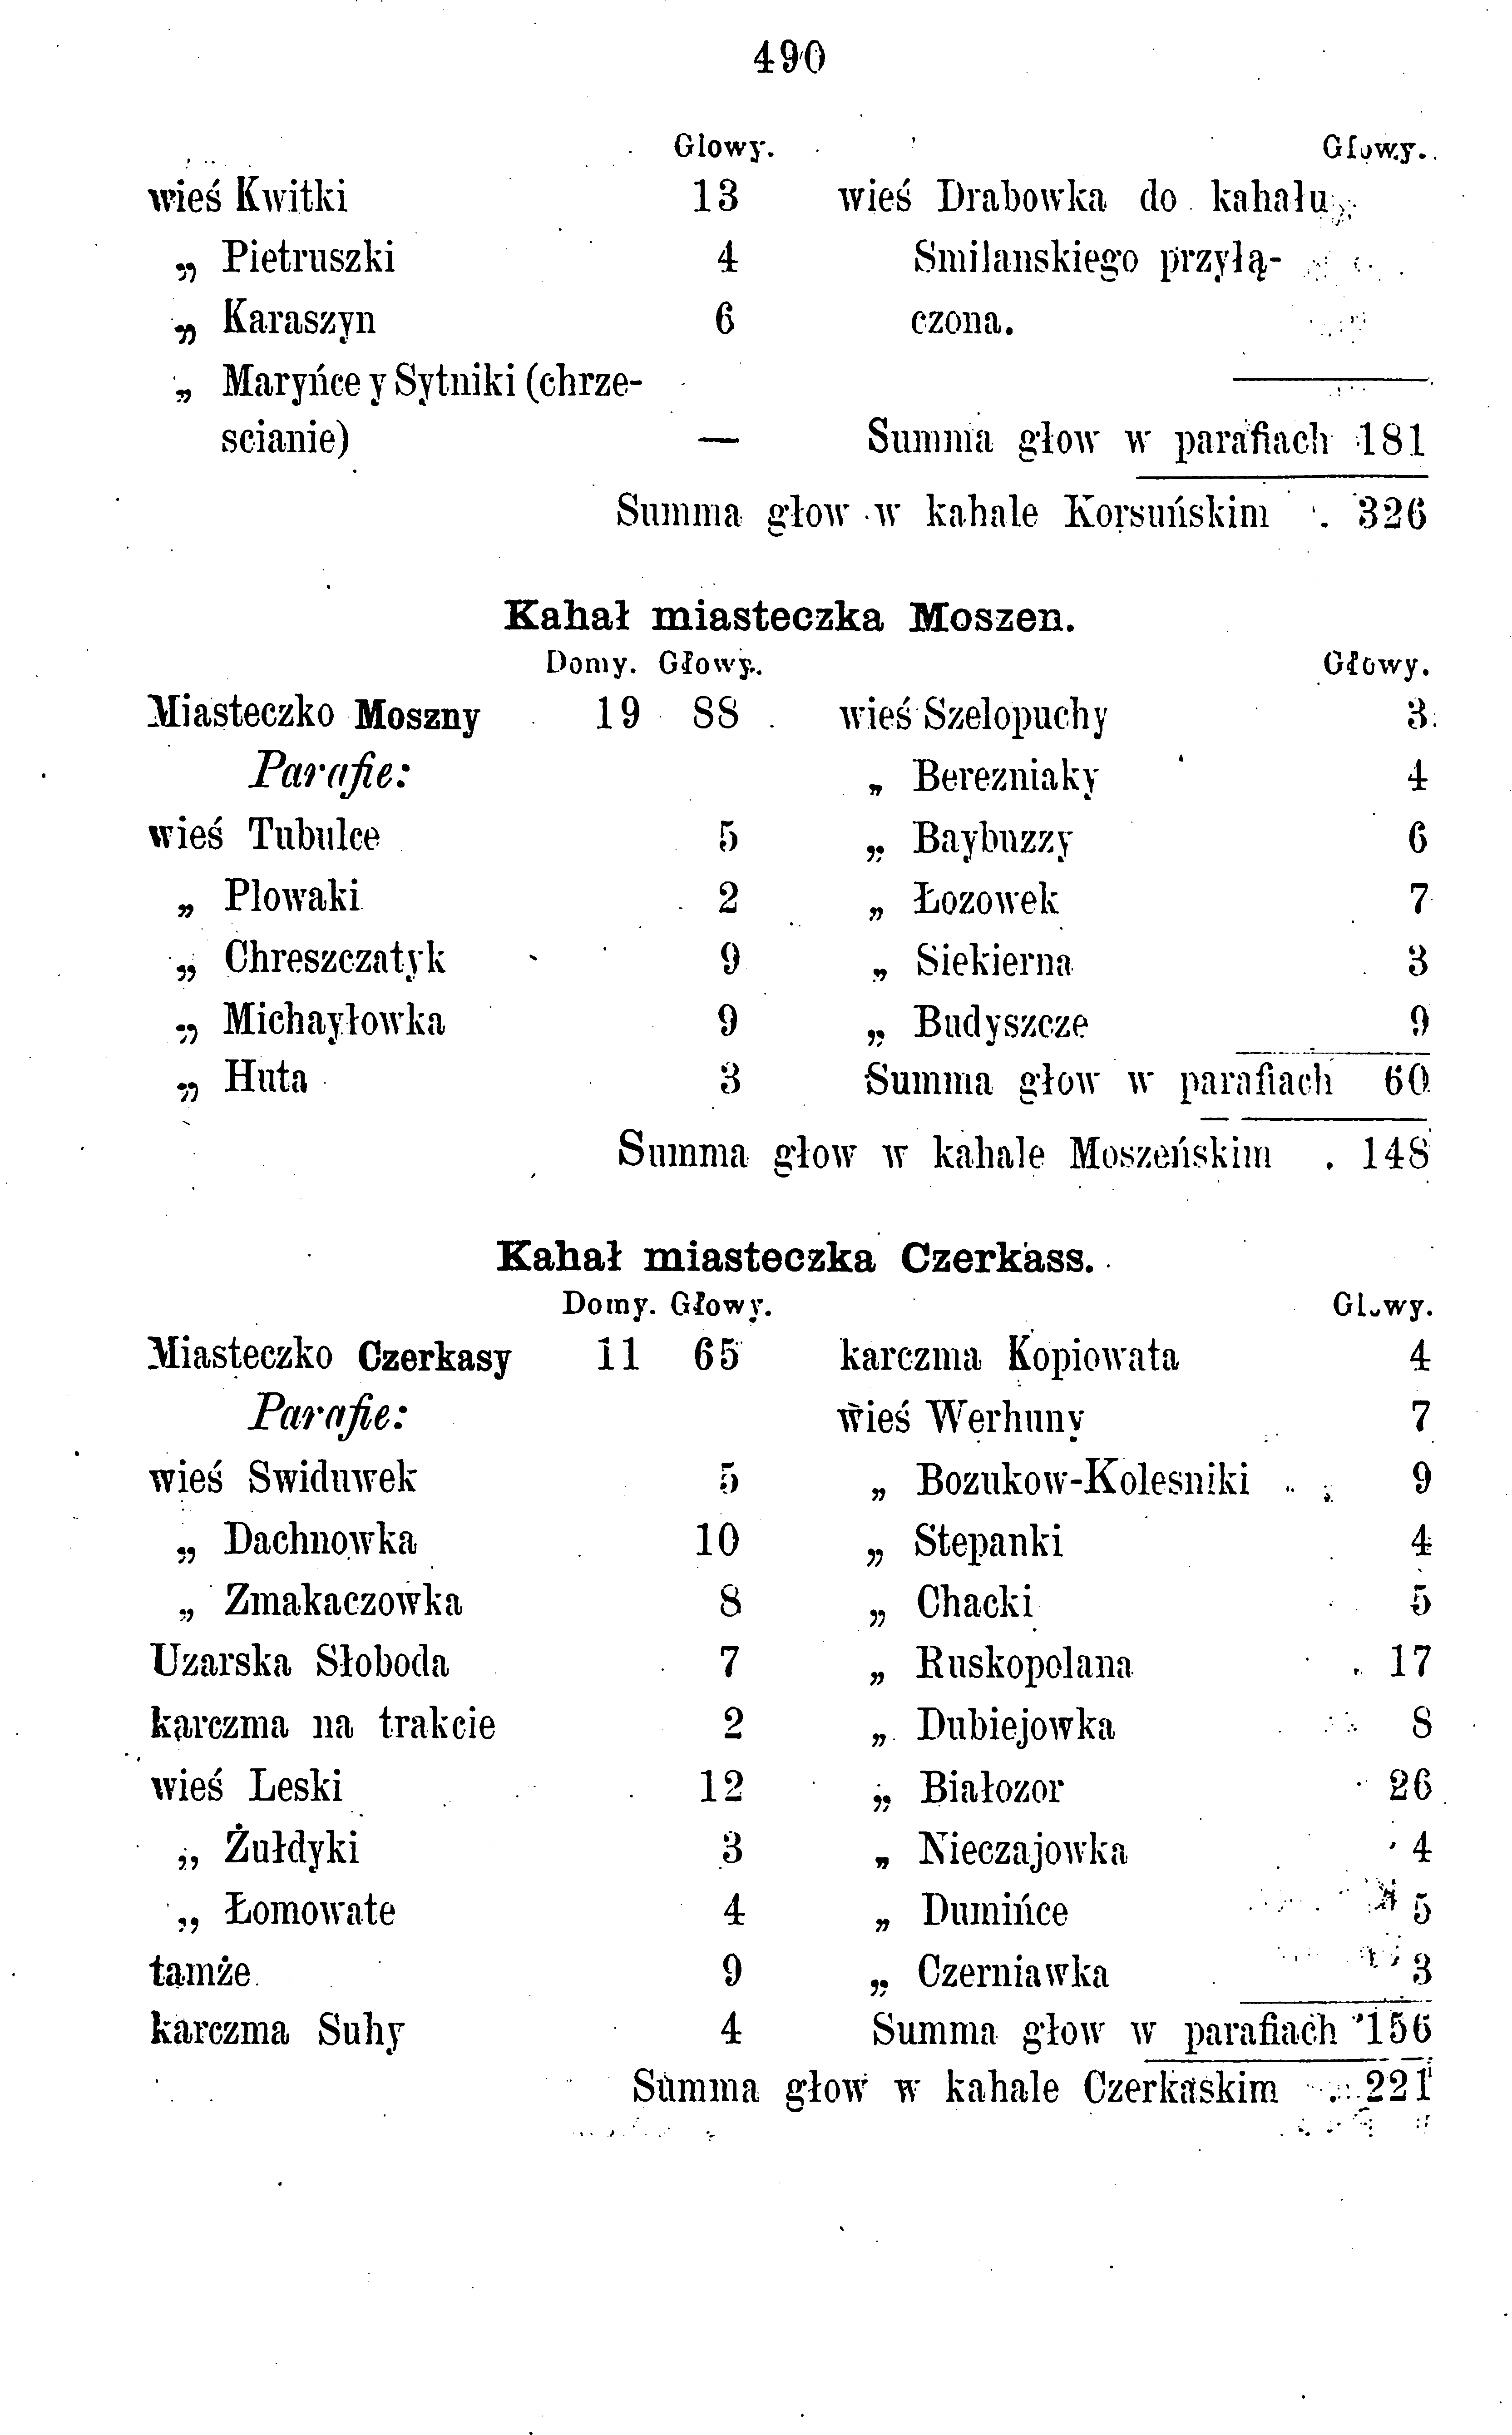 490
Głowy.
wieś Kwitki 13
„ Pietruszki 4
„ Karaszyn 6
„ Maryńce y Sytniki (chrze-
scianie) —
Głowy.
wieś Drabowka do kahału
Smilanskiego przyłą-
czona.
Summa głow w parafiach 181
Summa głow w kahale Korsuńskim . 326
Kahał miasteczka Moszen.
Domy. Głowy.
Miasteczko Moszny 19 88
Parafie:
wieś Tubulce 5
„ Plowaki 2
„ Chreszczatyk 9
„ Michayłowka 9
„ Huta 3
Głowy.
wieś Szelopuchy 3
„ Berezniaky 4
„ Baybuzzy 6
„ Łozowek 7
„ Siekierna 3
„ Budyszcze 9
Summa głow w parafiach 60
Summa głow w kahale Moszeńskim . 148
Kahał miasteczka Czerkass.
Domy. Głowy.
Miasteczko Czerkasy 11 65
Parafie:
wieś Swiduwek 5
„ Dachnowka 10
„ Zmakaczowka 8
Uzarska Słoboda 7
karczma na trakcie 2
wieś Leski 12
„ Żułdyki 3
„ Łomowate 4
tamże 9
karczma Suhy 4
Głowy.
karczma Kopiowata 4
wieś Werhuny 7
„ Bozukow-Kolesniki 9
„ Stepanki 4
„ Chacki 5
„ Ruskopolana 17
„ Dubiejowka 8
„ Białozor 26
„ Nieczajowka 4
„ Dumińce 5
„ Czerniawka 3
Summa głow w parafiach 156
Summa głow w kahale Czerkaskim . 221